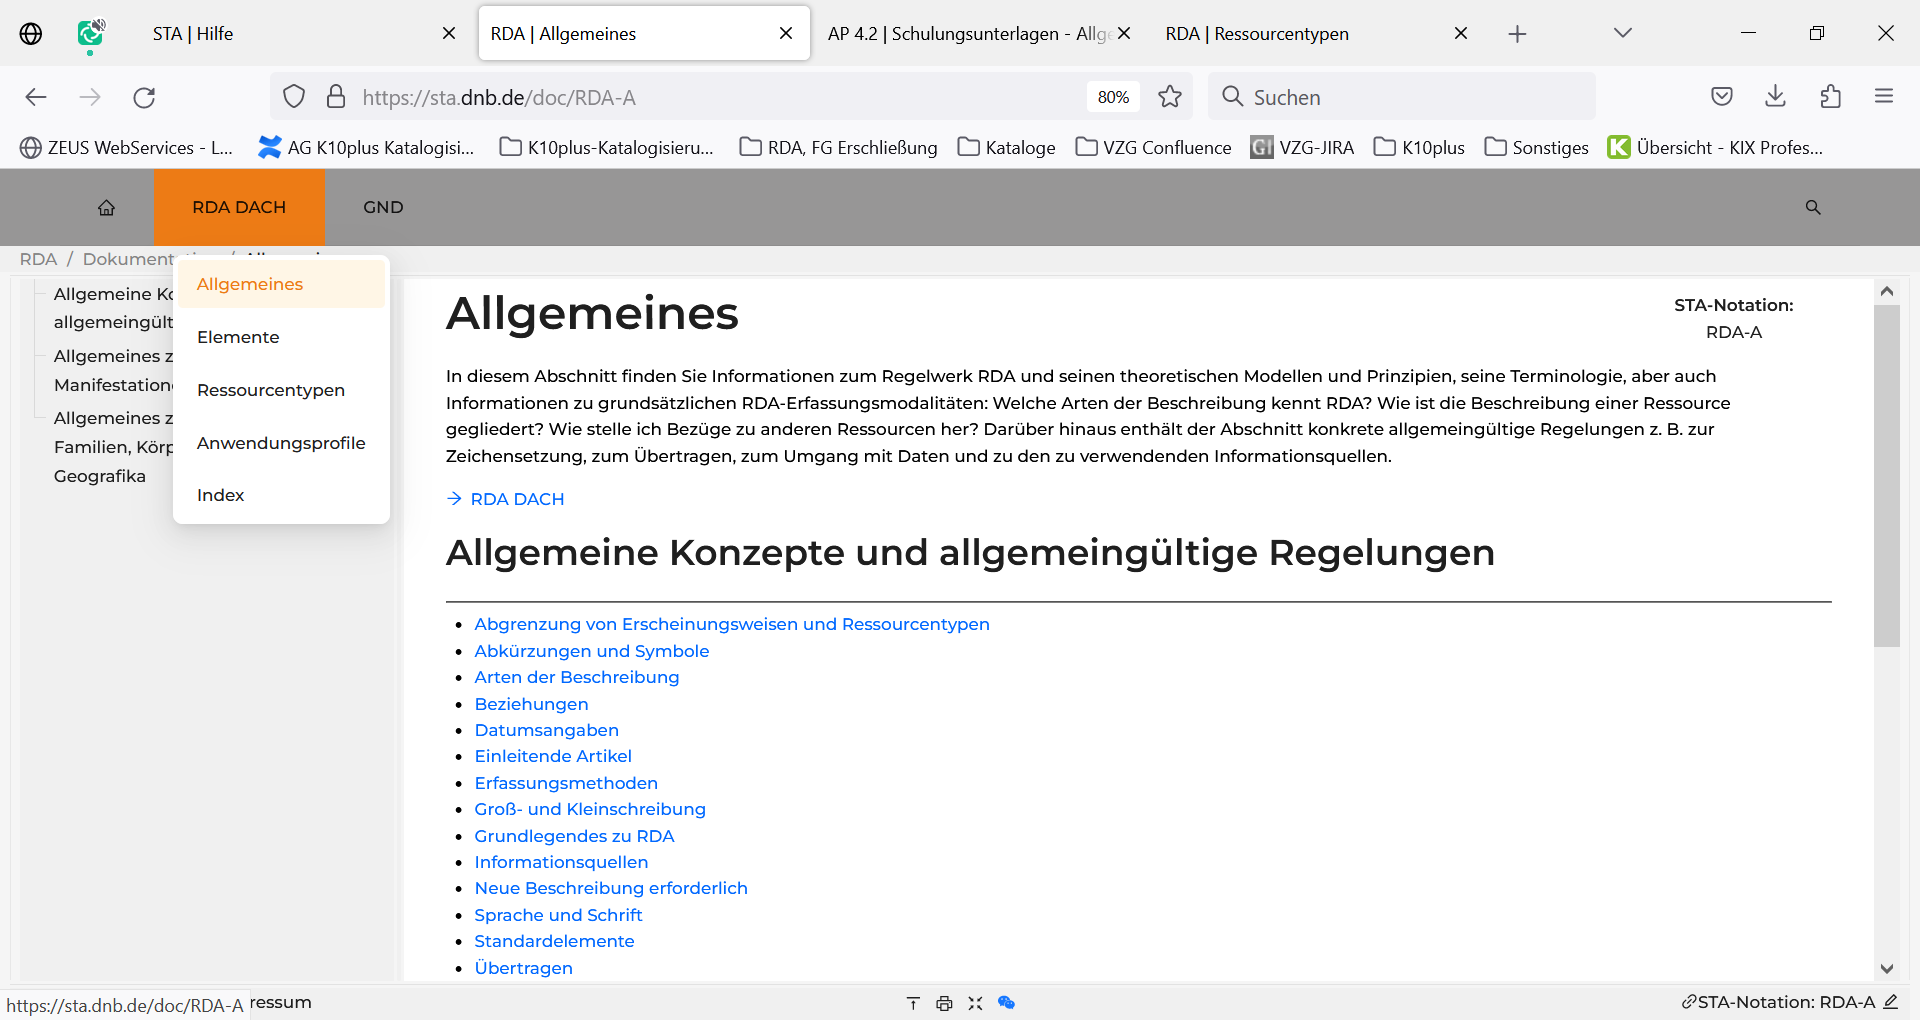 STA | Hilfe
RDA | Allgemeines
AP 4.2 | Schulungsunterlagen - Allge
RDA | Ressourcentypen
https://sta.dnb.de/doc/RDA-A
80%
Suchen
ZEUS WebServices - L...
AG K10plus Katalogisi...
K10plus-Katalogisieru...
RDA, FG Erschließung
Kataloge
VZG Confluence
GI VZG-JIRA
K10plus
Sonstiges
K Übersicht - KIX Profes...
RDA DACH
GND
RDA / Dokument /
Allgemeine Ko
allgemeingült
Allgemeines z
Manifestatione
Allgemeines z
Familien, Körp
Geografika
Allgemeines
Elemente
Ressourcentypen
Anwendungsprofile
Index
Allgemeines
STA-Notation:
RDA-A
In diesem Abschnitt finden Sie Informationen zum Regelwerk RDA und seinen theoretischen Modellen und Prinzipien, seine Terminologie, aber auch
Informationen zu grundsätzlichen RDA-Erfassungsmodalitäten: Welche Arten der Beschreibung kennt RDA? Wie ist die Beschreibung einer Ressource
gegliedert? Wie stelle ich Bezüge zu anderen Ressourcen her? Darüber hinaus enthält der Abschnitt konkrete allgemeingültige Regelungen z. B. zur
Zeichensetzung, zum Übertragen, zum Umgang mit Daten und zu den zu verwendenden Informationsquellen.
→ RDA DACH
Allgemeine Konzepte und allgemeingültige Regelungen
• Abgrenzung von Erscheinungsweisen und Ressourcentypen
• Abkürzungen und Symbole
• Arten der Beschreibung
• Beziehungen
• Datumsangaben
• Einleitende Artikel
• Erfassungsmethoden
• Groß- und Kleinschreibung
• Grundlegendes zu RDA
• Informationsquellen
• Neue Beschreibung erforderlich
• Sprache und Schrift
• Standardelemente
• Übertragen
https://sta.dnb.de/doc/RDA-A
ressum
STA-Notation: RDA-A